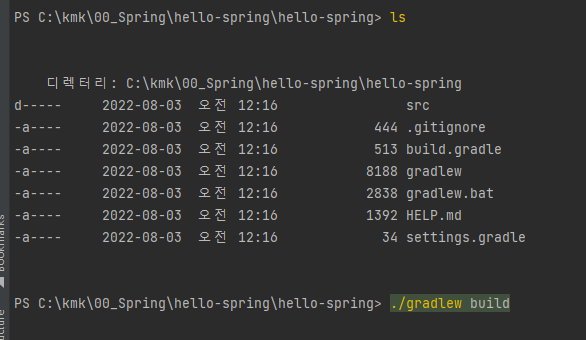 PS C:\kmk\00_Spring\hello-spring\hello-spring> ls
디렉터리: C:\kmk\00_Spring\hello-spring\hello-spring
d----- 2022-08-03 오전 12:16 src
-a---- 2022-08-03 오전 12:16 444 .gitignore
-a---- 2022-08-03 오전 12:16 513 build.gradle
-a---- 2022-08-03 오전 12:16 8188 gradlew
-a---- 2022-08-03 오전 12:16 2838 gradlew.bat
-a---- 2022-08-03 오전 12:16 1392 HELP.md
-a---- 2022-08-03 오전 12:16 34 settings.gradle
PS C:\kmk\00_Spring\hello-spring\hello-spring> ./gradlew build
Bookmarks